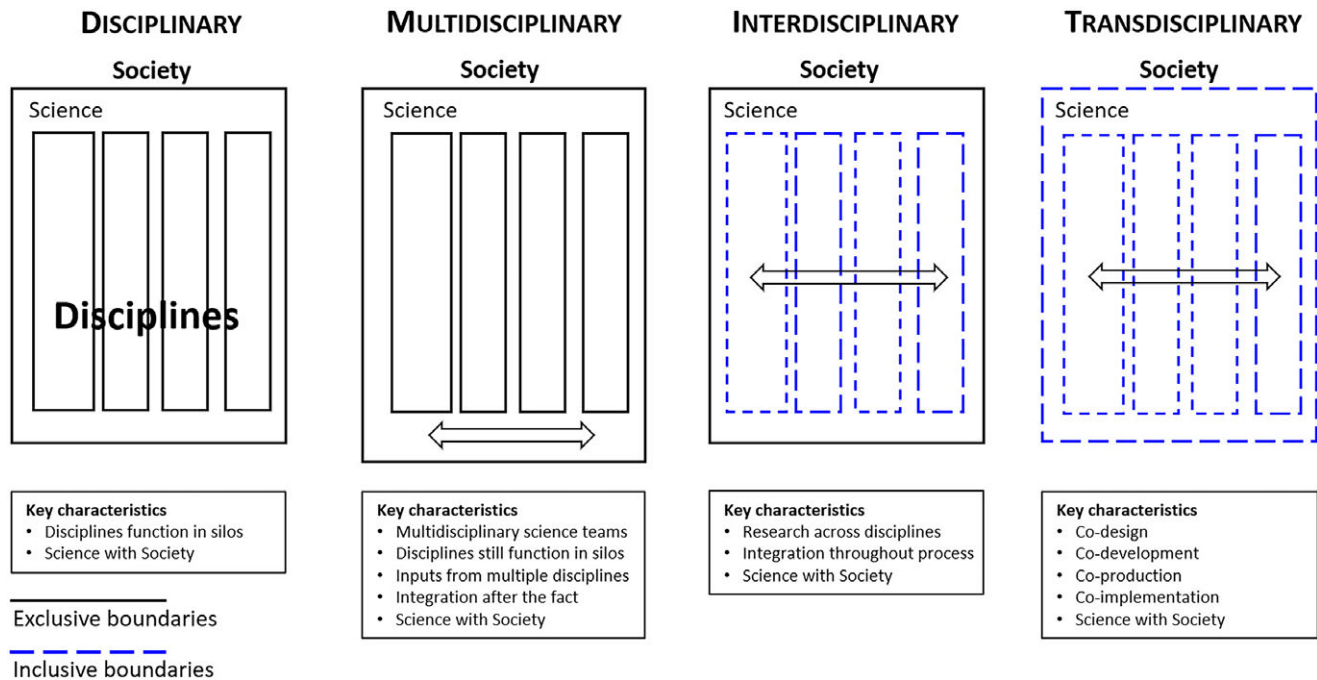 DISCIPLINARY
Society
Science
Disciplines
Key characteristics
• Disciplines function in silos
• Science with Society
Exclusive boundaries
Inclusive boundaries
MULTIDISCIPLINARY
Society
Science
Key characteristics
• Multidisciplinary science teams
• Disciplines still function in silos
• Inputs from multiple disciplines
• Integration after the fact
• Science with Society
INTERDISCIPLINARY
Society
Science
Key characteristics
• Research across disciplines
• Integration throughout process
• Science with Society
TRANSDISCIPLINARY
Society
Science
Key characteristics
• Co-design
• Co-development
• Co-production
• Co-implementation
• Science with Society